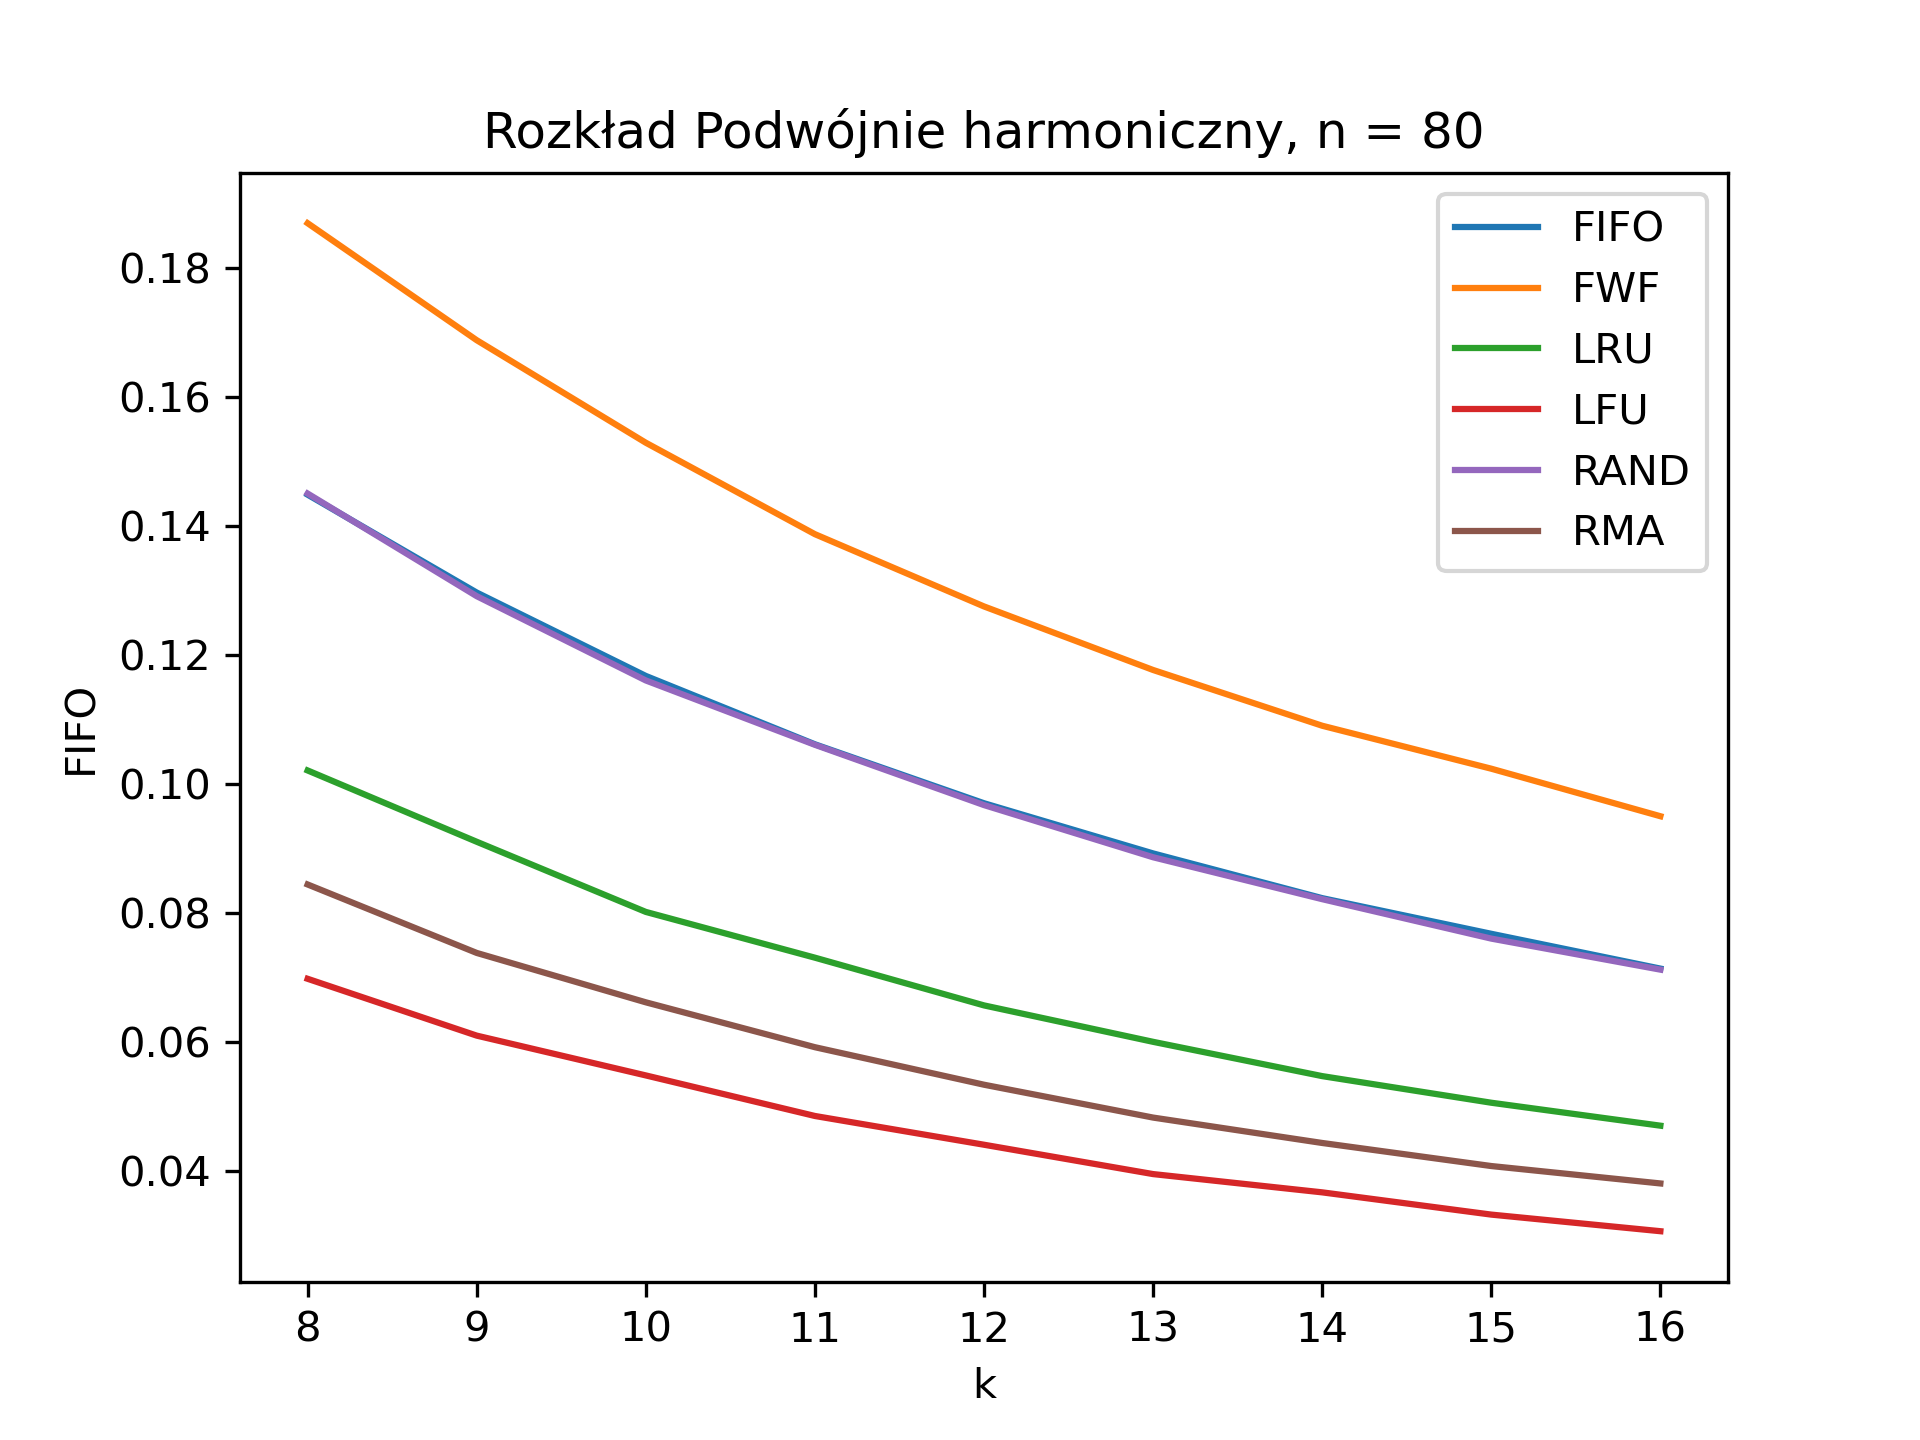 Rozkład Podwójnie harmoniczny, n = 80
FIFO
FWF
LRU
LFU
RAND
RMA
0.18
0.16
0.14
0.12
0.10
0.08
0.06
0.04
FIFO
8 9 10 11 12 13 14 15 16
k